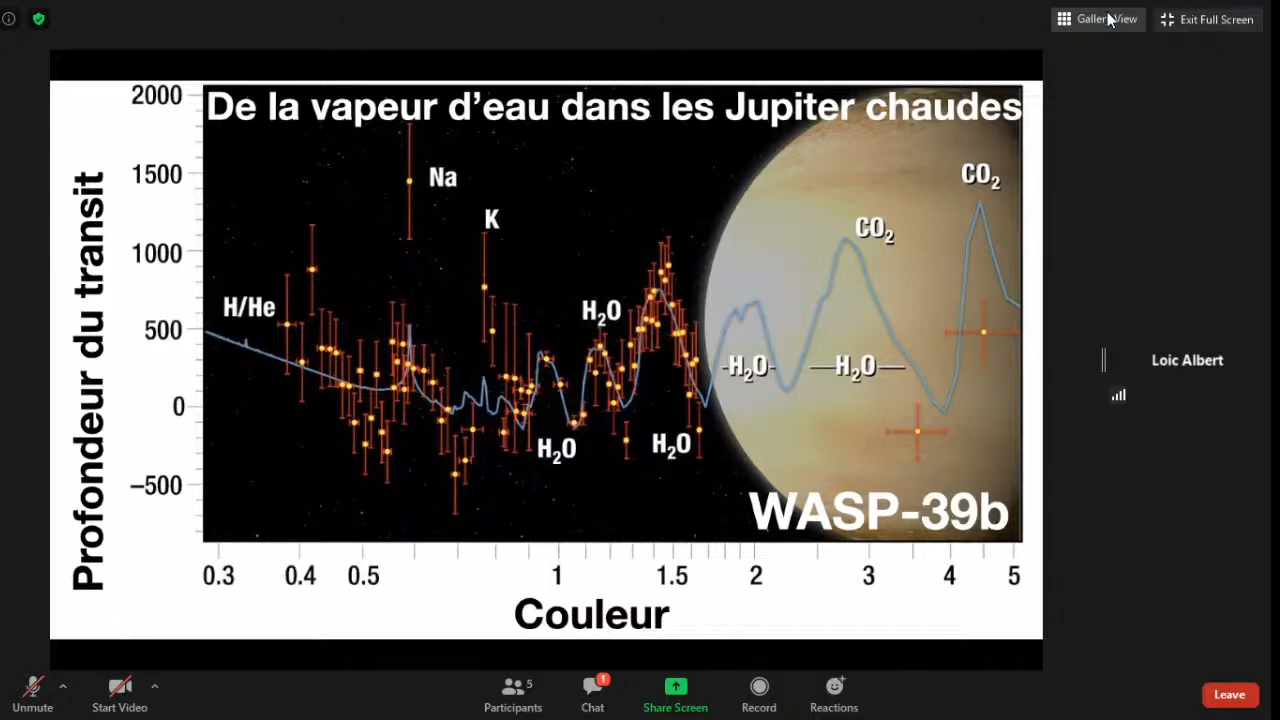 Gallery View
Exit Full Screen
De la vapeur d’eau dans les Jupiter chaudes
Profondeur du transit
2000
1500
1000
500
0
–500
Na
K
H/He
H₂O
H₂O
H₂O
H₂O
H₂O
CO₂
CO₂
WASP-39b
0.3 0.4 0.5 1 1.5 2 3 4 5
Couleur
Loic Albert
Unmute
Start Video
5
Participants
1
Chat
Share Screen
Record
Reactions
Leave